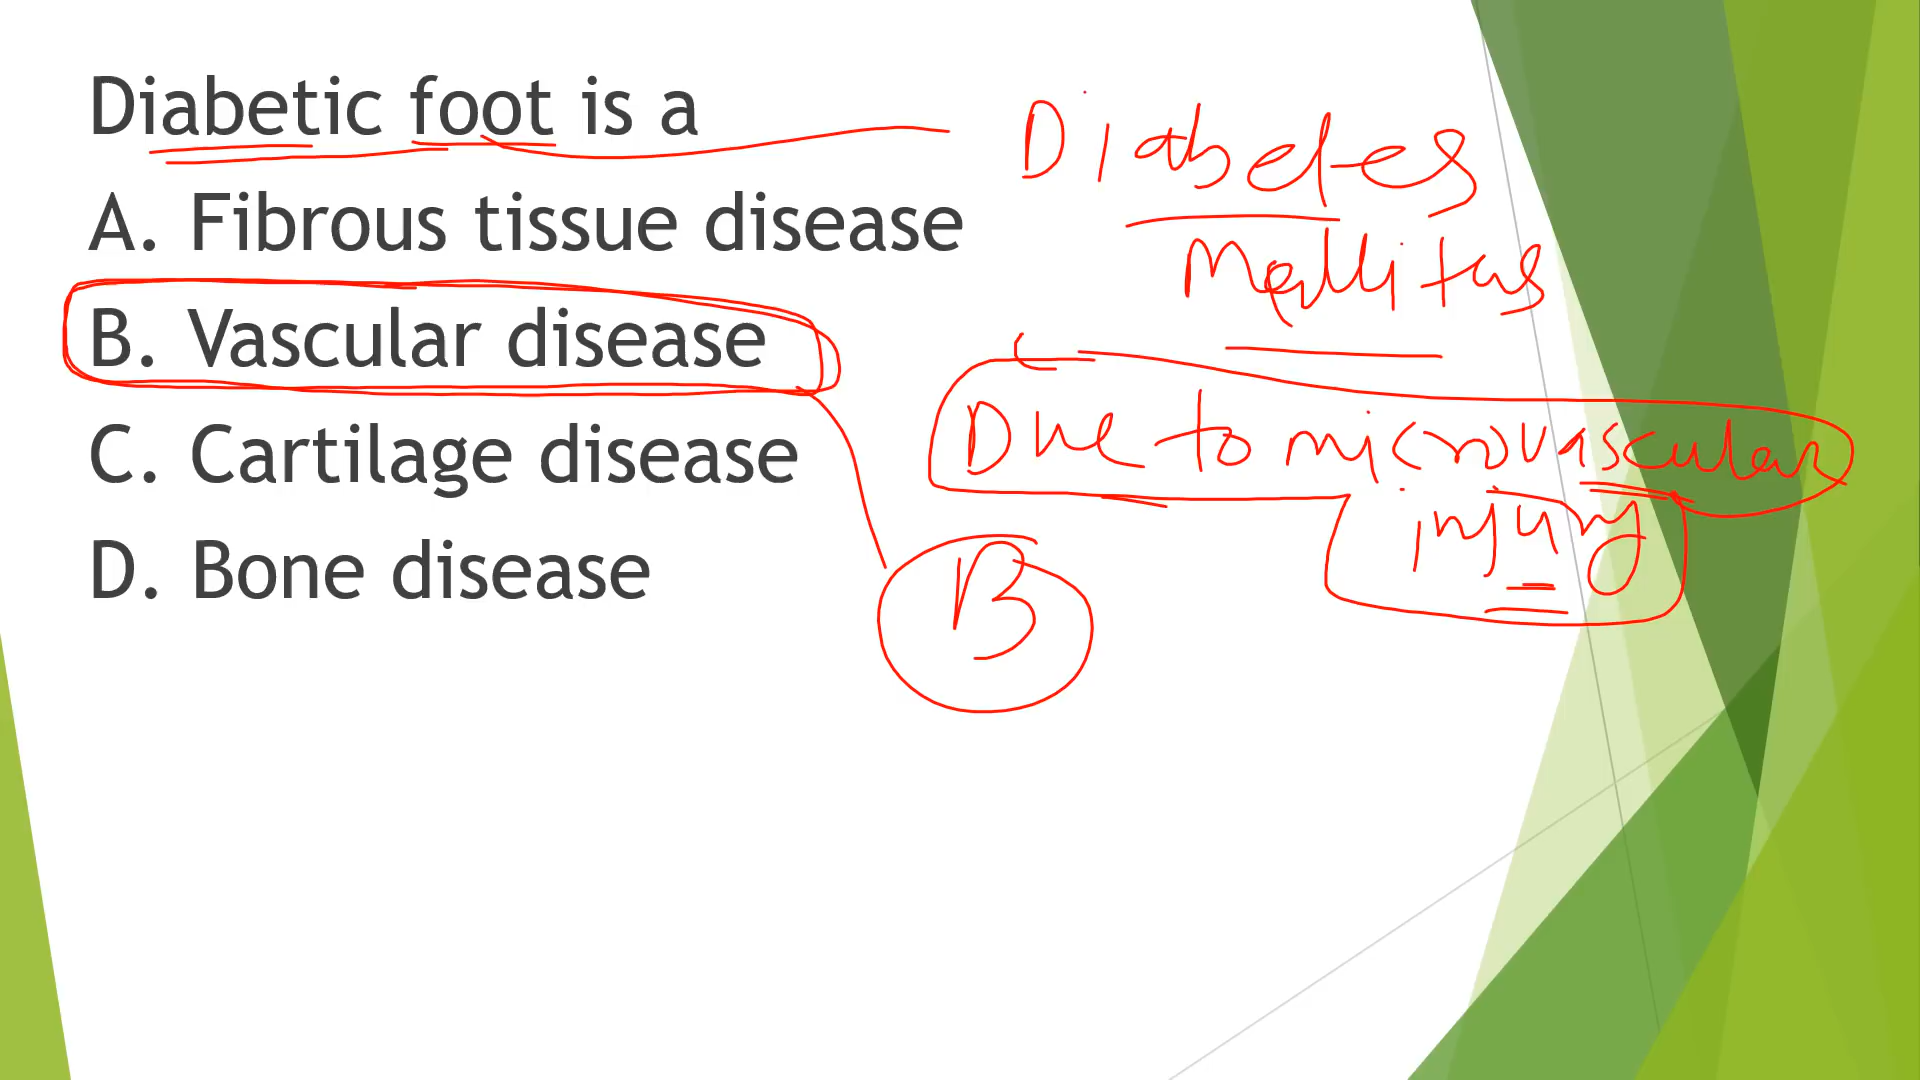 Diabetic foot is a
A. Fibrous tissue disease
B. Vascular disease
C. Cartilage disease
D. Bone disease
Diabetes
Mellitus
Due to microvascular
injury
B